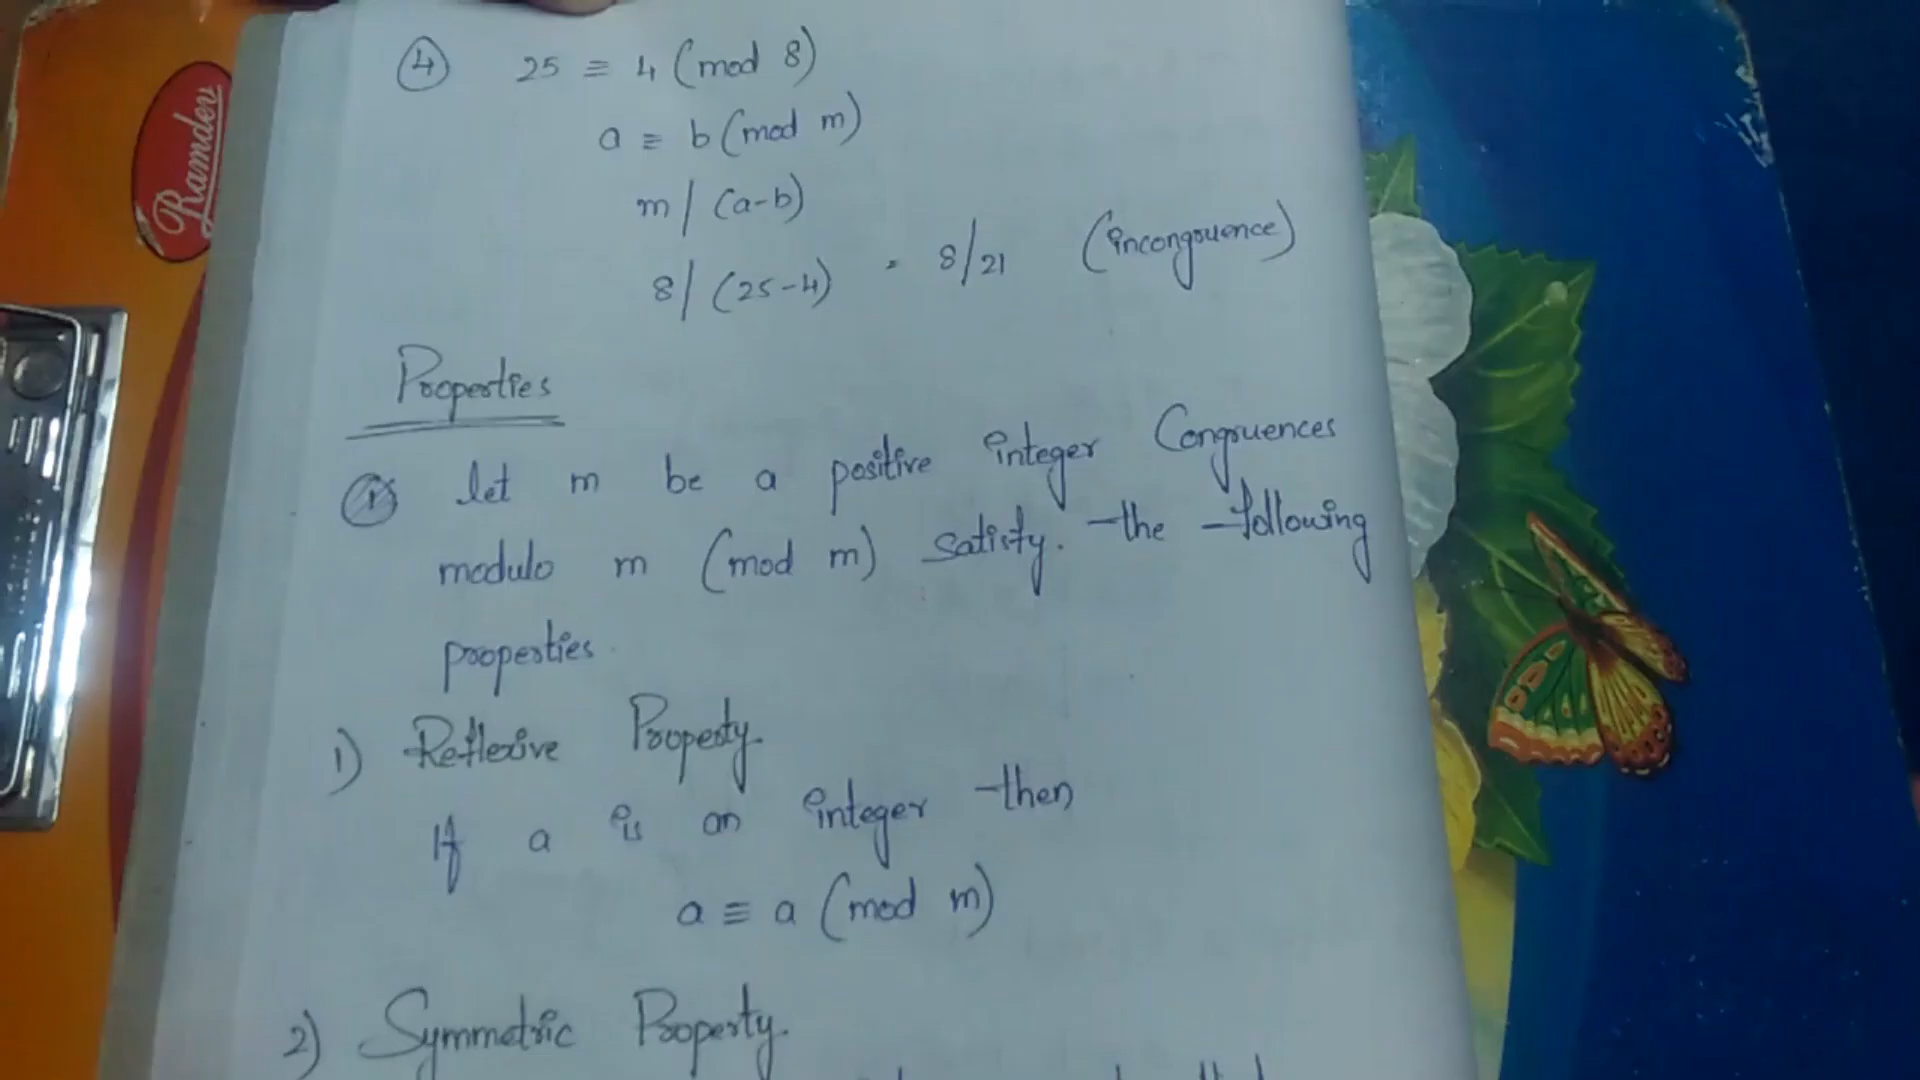 Ramdev
④ 25 ≡ 4 (mod 8)
a ≡ b (mod m)
m / (a-b)
8 / (25-4) = 8/21 (incongruence)
Properties
① let m be a positive integer Congruences
modulo m (mod m) satisfy. the following
properties
1) Reflexive Property.
If a is an integer then
a ≡ a (mod m)
2) Symmetric Property.